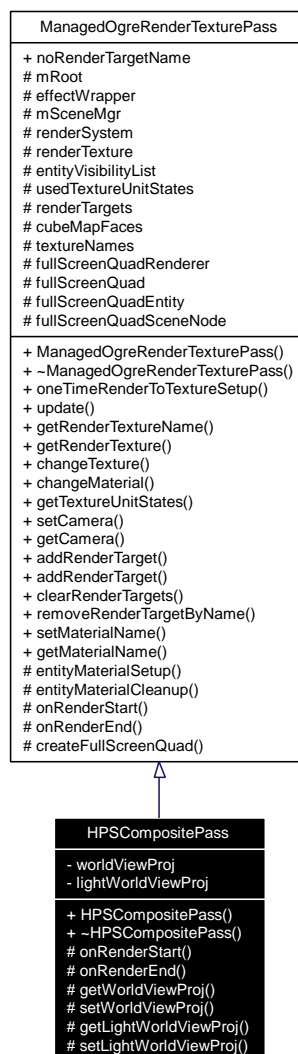 ManagedOgreRenderTexturePass
+ noRenderTargetName
# mRoot
# effectWrapper
# mSceneMgr
# renderSystem
# renderTexture
# entityVisibilityList
# usedTextureUnitStates
# renderTargets
# cubeMapFaces
# textureNames
# fullScreenQuadRenderer
# fullScreenQuad
# fullScreenQuadEntity
# fullScreenQuadSceneNode
+ ManagedOgreRenderTexturePass()
+ ~ManagedOgreRenderTexturePass()
+ oneTimeRenderToTextureSetup()
+ update()
+ getRenderTextureName()
+ getRenderTexture()
+ changeTexture()
+ changeMaterial()
+ getTextureUnitStates()
+ setCamera()
+ getCamera()
+ addRenderTarget()
+ addRenderTarget()
+ clearRenderTargets()
+ removeRenderTargetByName()
+ setMaterialName()
+ getMaterialName()
# entityMaterialSetup()
# entityMaterialCleanup()
# onRenderStart()
# onRenderEnd()
# createFullScreenQuad()
HPSCompositePass
- worldViewProj
- lightWorldViewProj
+ HPSCompositePass()
+ ~HPSCompositePass()
# onRenderStart()
# onRenderEnd()
# getWorldViewProj()
# setWorldViewProj()
# getLightWorldViewProj()
# setLightWorldViewProj()